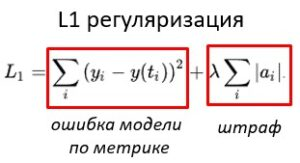 L1 регуляризация
L₁ = ∑ᵢ (yᵢ − y(tᵢ))² + λ ∑ᵢ |aᵢ|.
ошибка модели штраф
по метрике